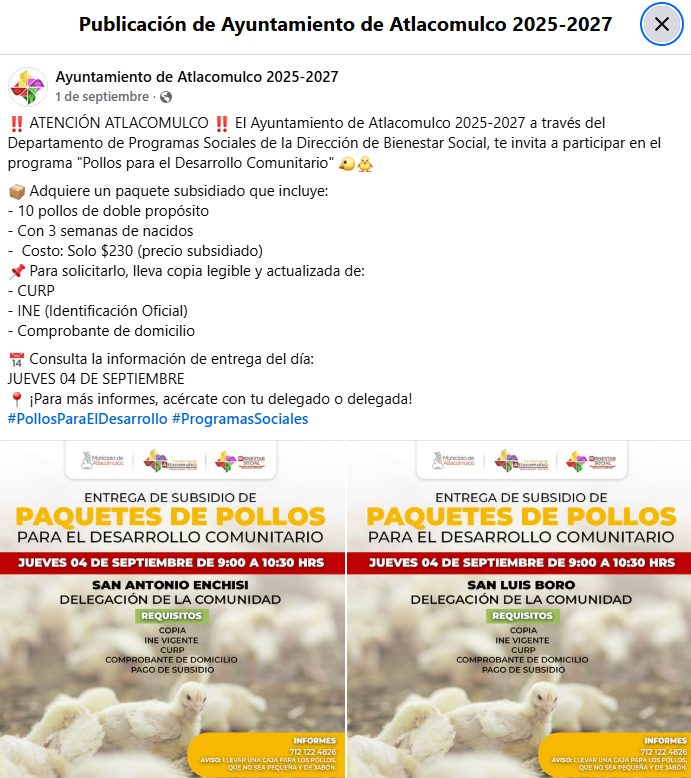 Publicación de Ayuntamiento de Atlacomulco 2025-2027
Ayuntamiento de Atlacomulco 2025-2027
1 de septiembre ·
‼️ ATENCIÓN ATLACOMULCO ‼️ El Ayuntamiento de Atlacomulco 2025-2027 a través del
Departamento de Programas Sociales de la Dirección de Bienestar Social, te invita a participar en el
programa "Pollos para el Desarrollo Comunitario"
Adquiere un paquete subsidiado que incluye:
- 10 pollos de doble propósito
- Con 3 semanas de nacidos
- Costo: Solo $230 (precio subsidiado)
Para solicitarlo, lleva copia legible y actualizada de:
- CURP
- INE (Identificación Oficial)
- Comprobante de domicilio
Consulta la información de entrega del día:
JUEVES 04 DE SEPTIEMBRE
¡Para más informes, acércate con tu delegado o delegada!
#PollosParaElDesarrollo #ProgramasSociales
Municipio de
Atlacomulco
Atlacomulco
BIENESTAR
SOCIAL
ENTREGA DE SUBSIDIO DE
PAQUETES DE POLLOS
PARA EL DESARROLLO COMUNITARIO
JUEVES 04 DE SEPTIEMBRE DE 9:00 A 10:30 HRS
SAN ANTONIO ENCHISI
DELEGACIÓN DE LA COMUNIDAD
REQUISITOS
COPIA
INE VIGENTE
CURP
COMPROBANTE DE DOMICILIO
PAGO DE SUBSIDIO
INFORMES
712 122 4826
AVISO: LLEVAR UNA CAJA PARA LOS POLLOS,
QUE NO SEA PEQUEÑA Y DE JABÓN.
Municipio de
Atlacomulco
Atlacomulco
BIENESTAR
SOCIAL
ENTREGA DE SUBSIDIO DE
PAQUETES DE POLLOS
PARA EL DESARROLLO COMUNITARIO
JUEVES 04 DE SEPTIEMBRE DE 9:00 A 10:30 HRS
SAN LUIS BORO
DELEGACIÓN DE LA COMUNIDAD
REQUISITOS
COPIA
INE VIGENTE
CURP
COMPROBANTE DE DOMICILIO
PAGO DE SUBSIDIO
INFORMES
712 122 4826
AVISO: LLEVAR UNA CAJA PARA LOS POLLOS,
QUE NO SEA PEQUEÑA Y DE JABÓN.